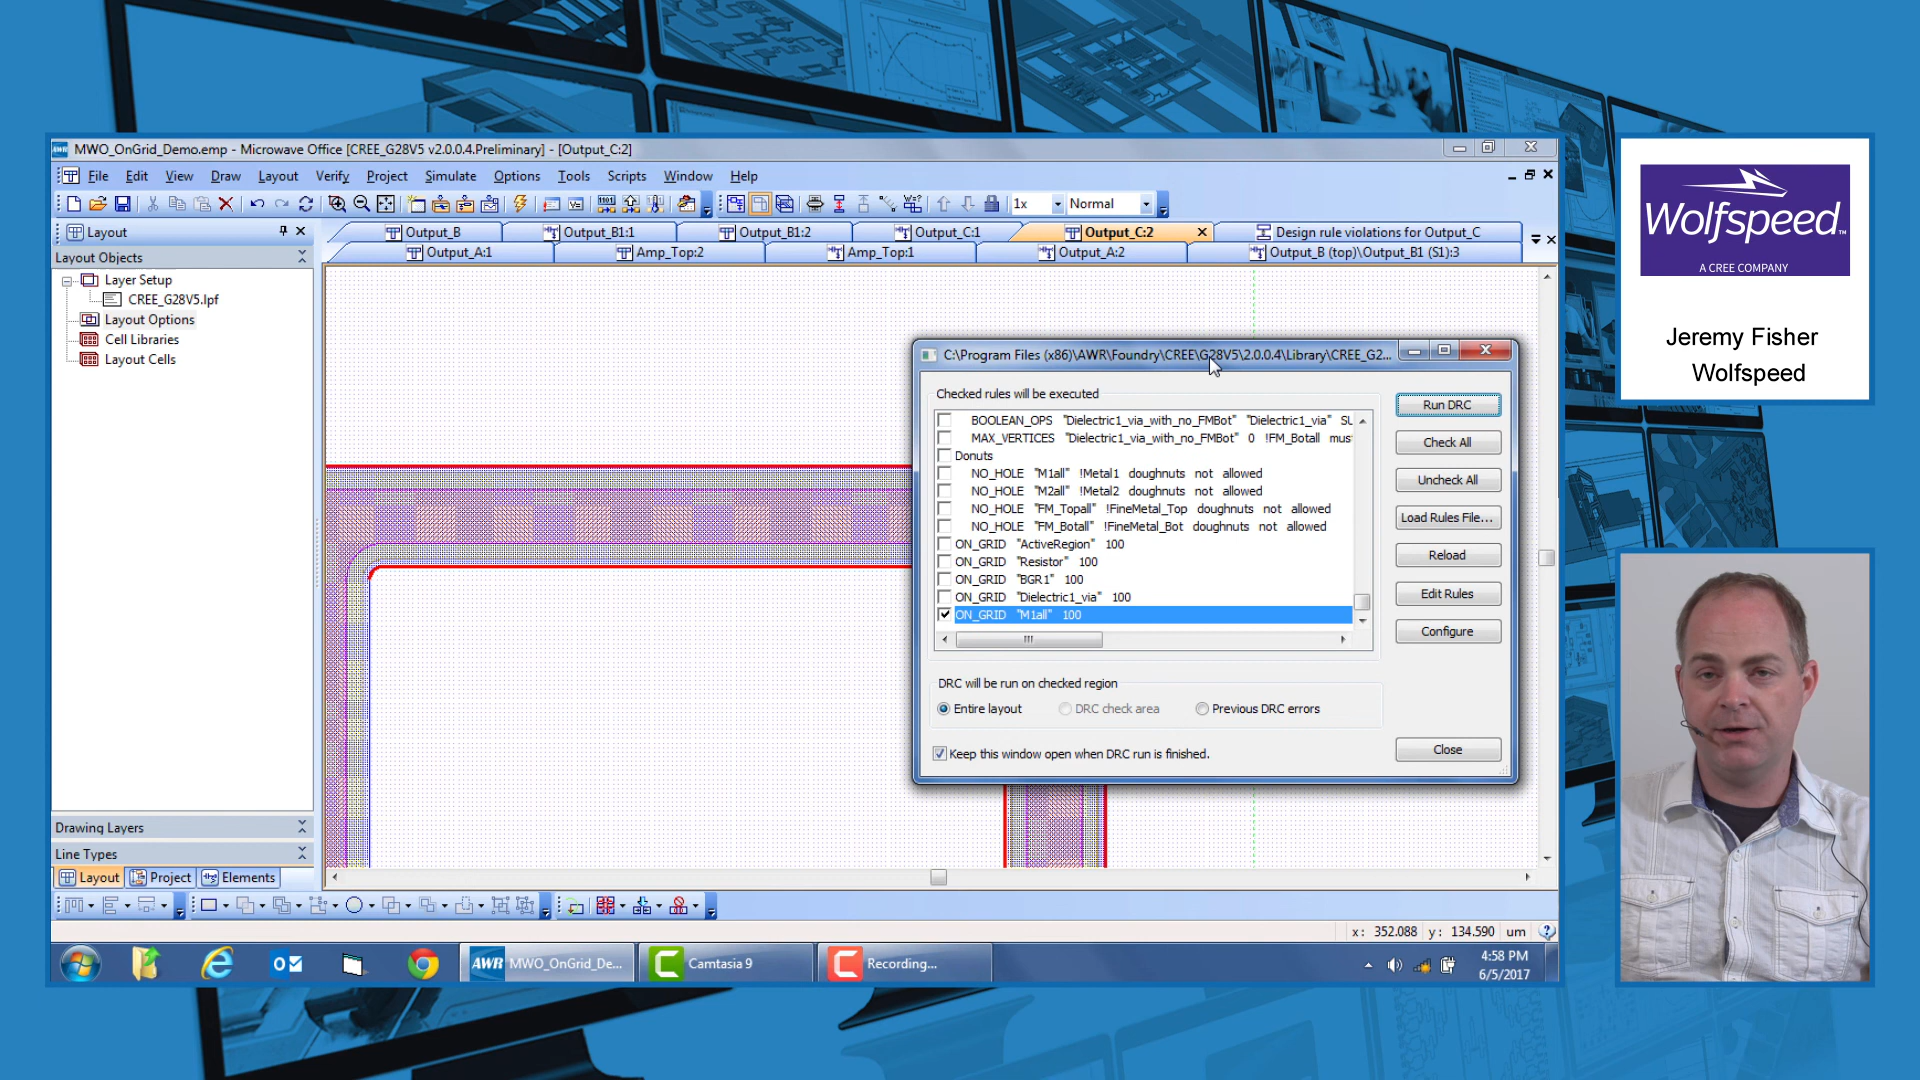 MWO_OnGrid_Demo.emp - Microwave Office [CREE_G28V5 v2.0.0.4.Preliminary] - [Output_C:2]
File Edit View Draw Layout Verify Project Simulate Options Tools Scripts Window Help
1x Normal
Layout
Output_B Output_B1:1 Output_B1:2 Output_C:1 Output_C:2 Design rule violations for Output_C
Output_A:1 Amp_Top:2 Amp_Top:1 Output_A:2 Output_B (top)\Output_B1 (S1):3
Layout Objects
Layer Setup
CREE_G28V5.lpf
Layout Options
Cell Libraries
Layout Cells
Drawing Layers
Line Types
Layout Project Elements
C:\Program Files (x86)\AWR\Foundry\CREE\G28V5\2.0.0.4\Library\CREE_G2...
Checked rules will be executed
BOOLEAN_OPS "Dielectric1_via_with_no_FMBot" "Dielectric1_via" SU
MAX_VERTICES "Dielectric1_via_with_no_FMBot" 0 !FM_Botall mus
Donuts
NO_HOLE "M1all" !Metal1 doughnuts not allowed
NO_HOLE "M2all" !Metal2 doughnuts not allowed
NO_HOLE "FM_Topall" !FineMetal_Top doughnuts not allowed
NO_HOLE "FM_Botall" !FineMetal_Bot doughnuts not allowed
ON_GRID "ActiveRegion" 100
ON_GRID "Resistor" 100
ON_GRID "BGR1" 100
ON_GRID "Dielectric1_via" 100
ON_GRID "M1all" 100
Run DRC
Check All
Uncheck All
Load Rules File...
Reload
Edit Rules
Configure
DRC will be run on checked region
Entire layout DRC check area Previous DRC errors
Keep this window open when DRC run is finished.
Close
x: 352.088 y: 134.590 um
AWR MWO_OnGrid_De... Camtasia 9 Recording...
4:58 PM
6/5/2017
Wolfspeed™
A CREE COMPANY
Jeremy Fisher
Wolfspeed